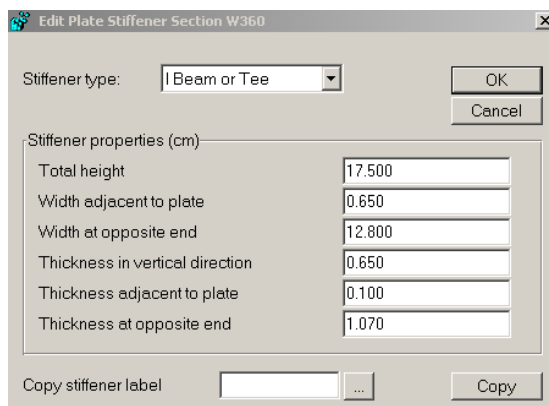 Edit Plate Stiffener Section W360
Stiffener type: I Beam or Tee OK
Cancel
Stiffener properties (cm)
Total height 17.500
Width adjacent to plate 0.650
Width at opposite end 12.800
Thickness in vertical direction 0.650
Thickness adjacent to plate 0.100
Thickness at opposite end 1.070
Copy stiffener label ... Copy